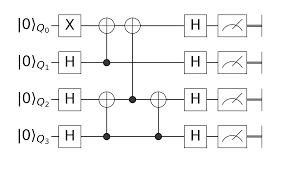 |0⟩Q₀ X H
|0⟩Q₁ H H
|0⟩Q₂ H H
|0⟩Q₃ H H